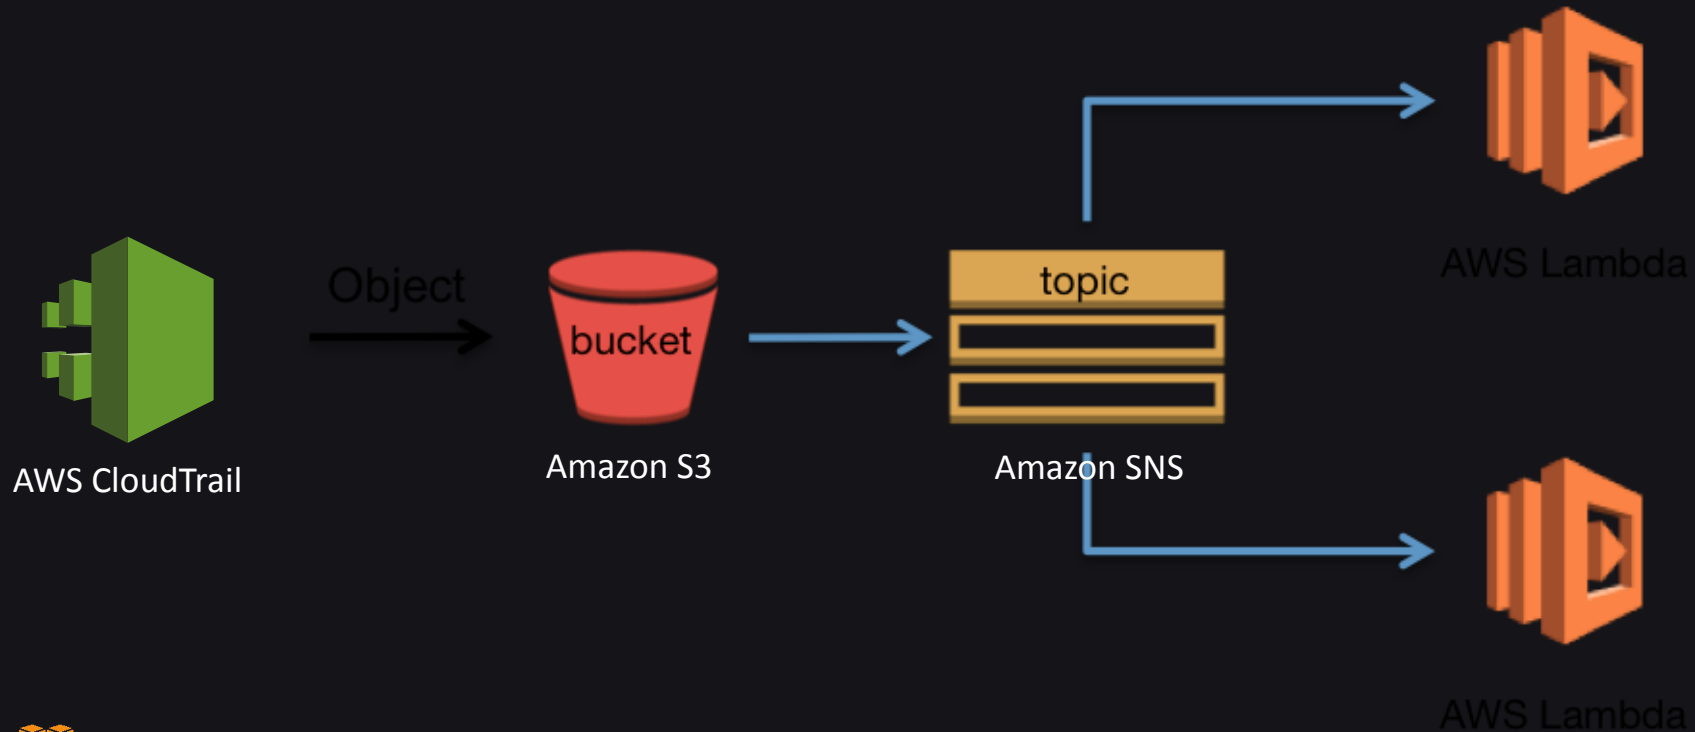 AWS Lambda
Object
topic
bucket
AWS CloudTrail
Amazon S3
Amazon SNS
AWS Lambda